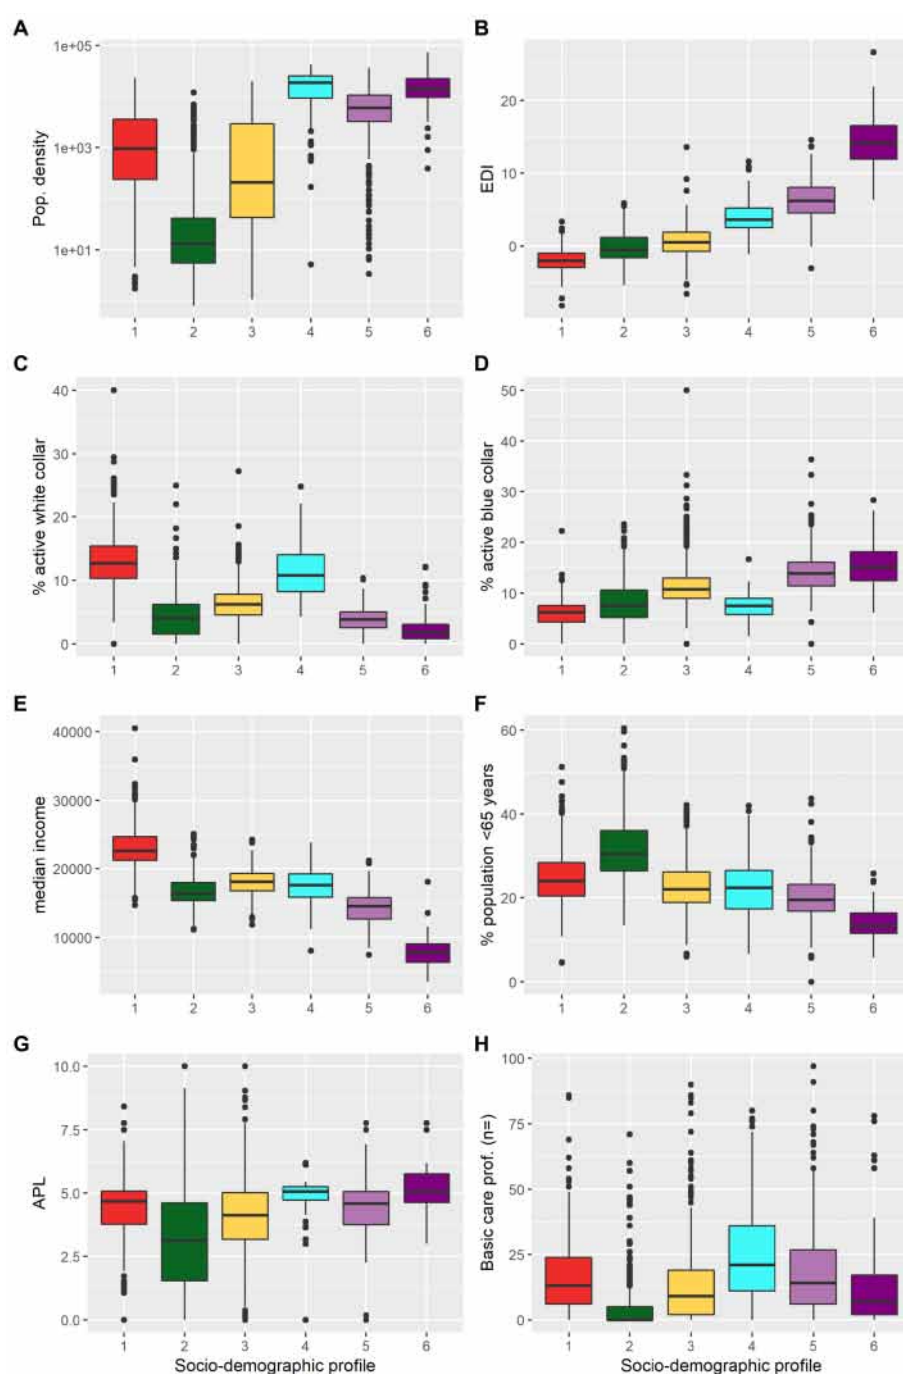 A
Pop. density
1e+05
1e+03
1e+01
1 2 3 4 5 6
B
EDI
20
10
0
1 2 3 4 5 6
C
% active white collar
40
30
20
10
0
1 2 3 4 5 6
D
% active blue collar
50
40
30
20
10
0
1 2 3 4 5 6
E
median income
40000
30000
20000
10000
1 2 3 4 5 6
F
% population <65 years
60
40
20
0
1 2 3 4 5 6
G
APL
10.0
7.5
5.0
2.5
0.0
1 2 3 4 5 6
Socio-demographic profile
H
Basic care prof. (n=)
100
75
50
25
0
1 2 3 4 5 6
Socio-demographic profile